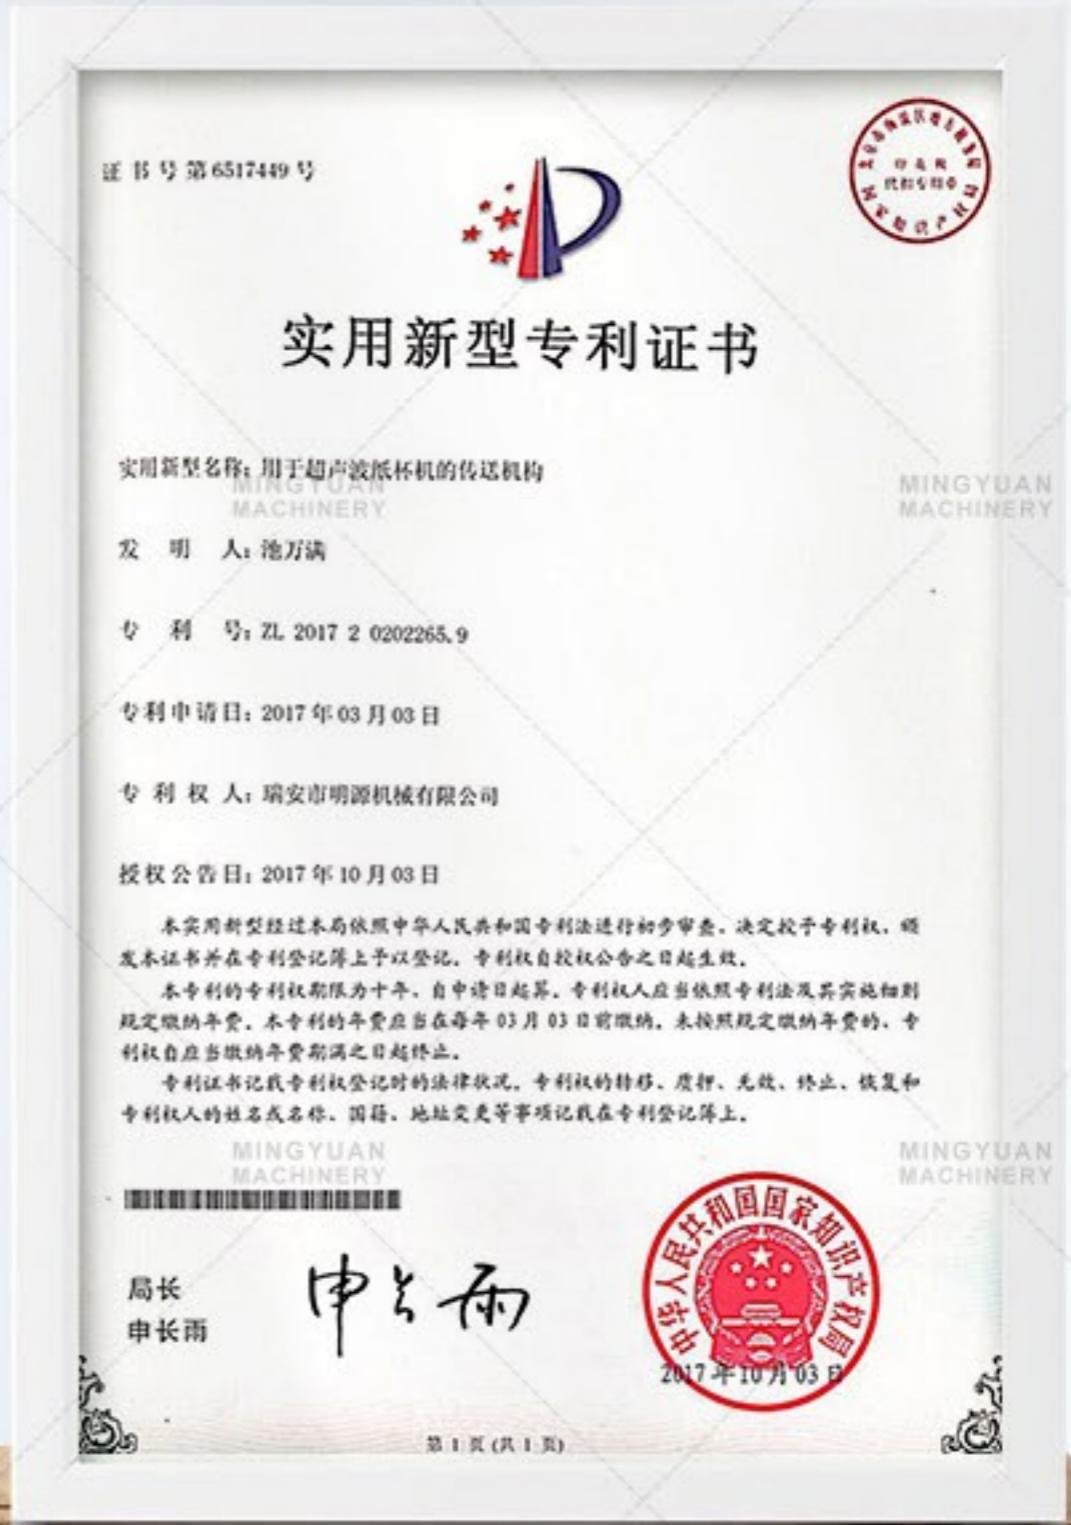 证书号第6517449号
实用新型专利证书
实用新型名称：用于超声波纸杯机的传送机构
MINGYUAN
MACHINERY
MINGYUAN
MACHINERY
发明人：池万满
专利号：ZL 2017 2 0202265.9
专利申请日：2017年03月03日
专利权人：瑞安市明源机械有限公司
授权公告日：2017年10月03日
本实用新型经过本局依照中华人民共和国专利法进行初步审查，决定授予专利权，颁
发本证书并在专利登记簿上予以登记。专利权自授权公告之日起生效。
本专利的专利权期限为十年，自申请日起算。专利权人应当依照专利法及其实施细则
规定缴纳年费。本专利的年费应当在每年03月03日前缴纳。未按照规定缴纳年费的，专
利权自应当缴纳年费期满之日起终止。
专利证书记载专利权登记时的法律状况。专利权的转移、质押、无效、终止、恢复和
专利权人的姓名或名称、国籍、地址变更等事项记载在专利登记簿上。
MINGYUAN
MACHINERY
MINGYUAN
MACHINERY
中华人民共和国国家知识产权局
局长
申长雨
申长雨
2017年10月03日
第1页(共1页)